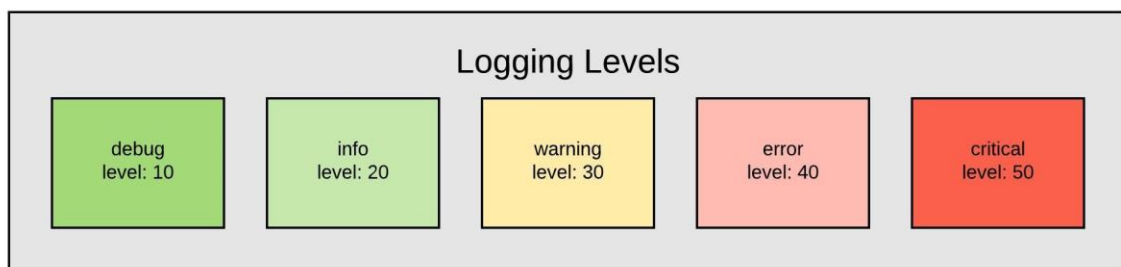 Logging Levels
debug
level: 10
info
level: 20
warning
level: 30
error
level: 40
critical
level: 50